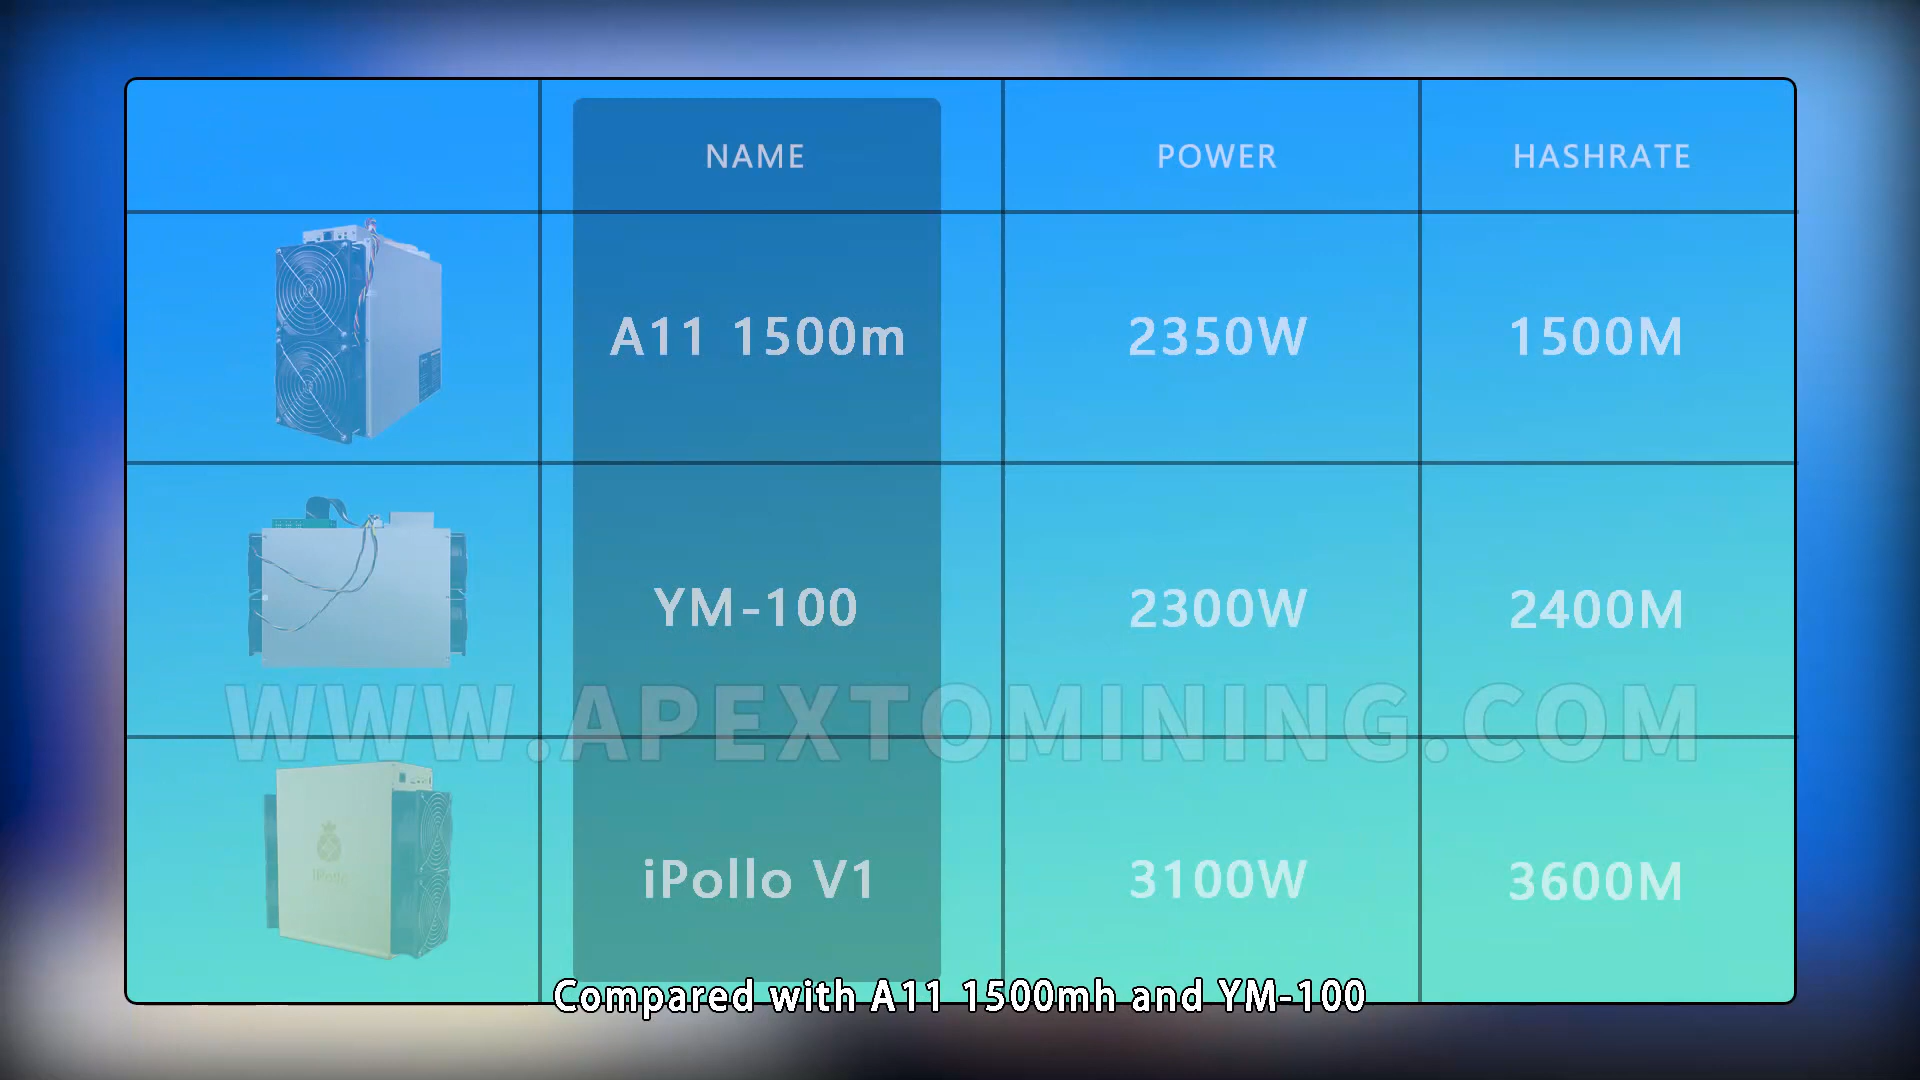 NAME POWER HASHRATE
A11 1500m 2350W 1500M
YM-100 2300W 2400M
WWW.APEXTOMINING.COM
iPollo
iPollo V1 3100W 3600M
Compared with A11 1500mh and YM-100